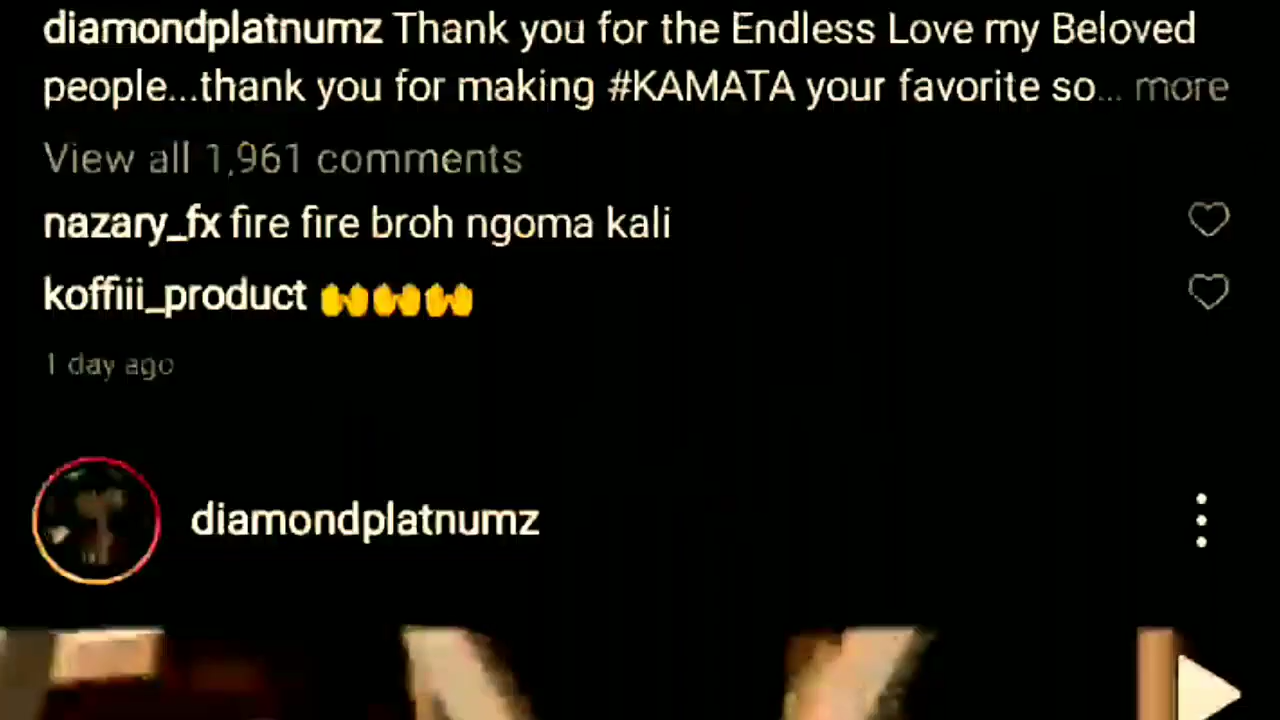 diamondplatnumz Thank you for the Endless Love my Beloved
people...thank you for making #KAMATA your favorite so... more
View all 1,961 comments
nazary_fx fire fire broh ngoma kali
koffiii_product 🙌🙌🙌
1 day ago
diamondplatnumz